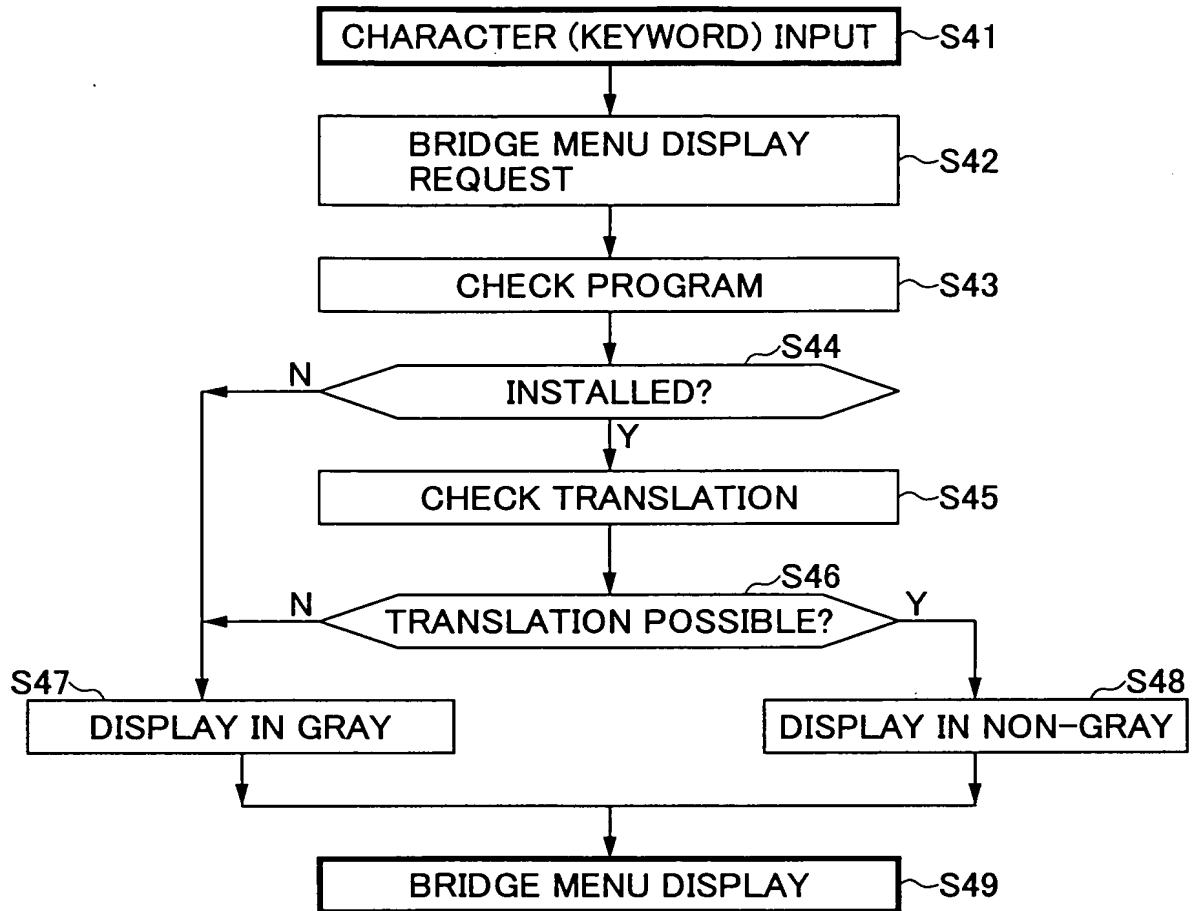 CHARACTER (KEYWORD) INPUT S41
BRIDGE MENU DISPLAY
REQUEST S42
CHECK PROGRAM S43
S44
N INSTALLED?
Y
CHECK TRANSLATION S45
S46
N TRANSLATION POSSIBLE? Y
S47 S48
DISPLAY IN GRAY DISPLAY IN NON-GRAY
BRIDGE MENU DISPLAY S49